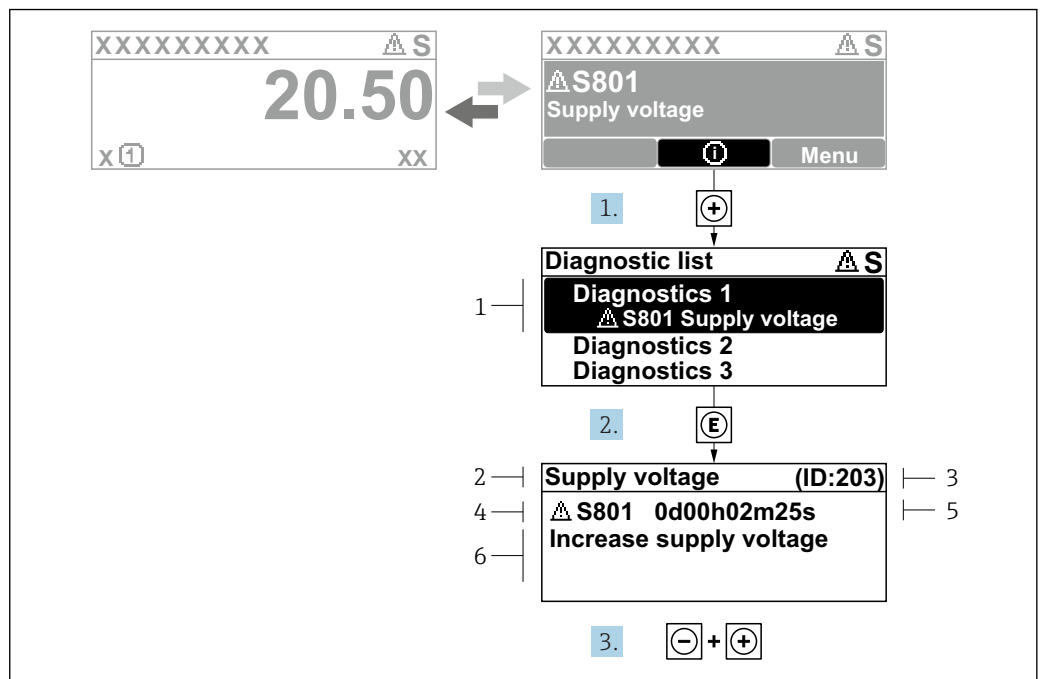 XXXXXXXXX ⚠ S
20.50
x ① xx
XXXXXXXXX ⚠ S
⚠ S801
Supply voltage
ⓘ Menu
1. +
Diagnostic list ⚠ S
1
Diagnostics 1
⚠ S801 Supply voltage
Diagnostics 2
Diagnostics 3
2. E
2 Supply voltage (ID:203) 3
4 ⚠ S801 0d00h02m25s 5
6 Increase supply voltage
3. - + +